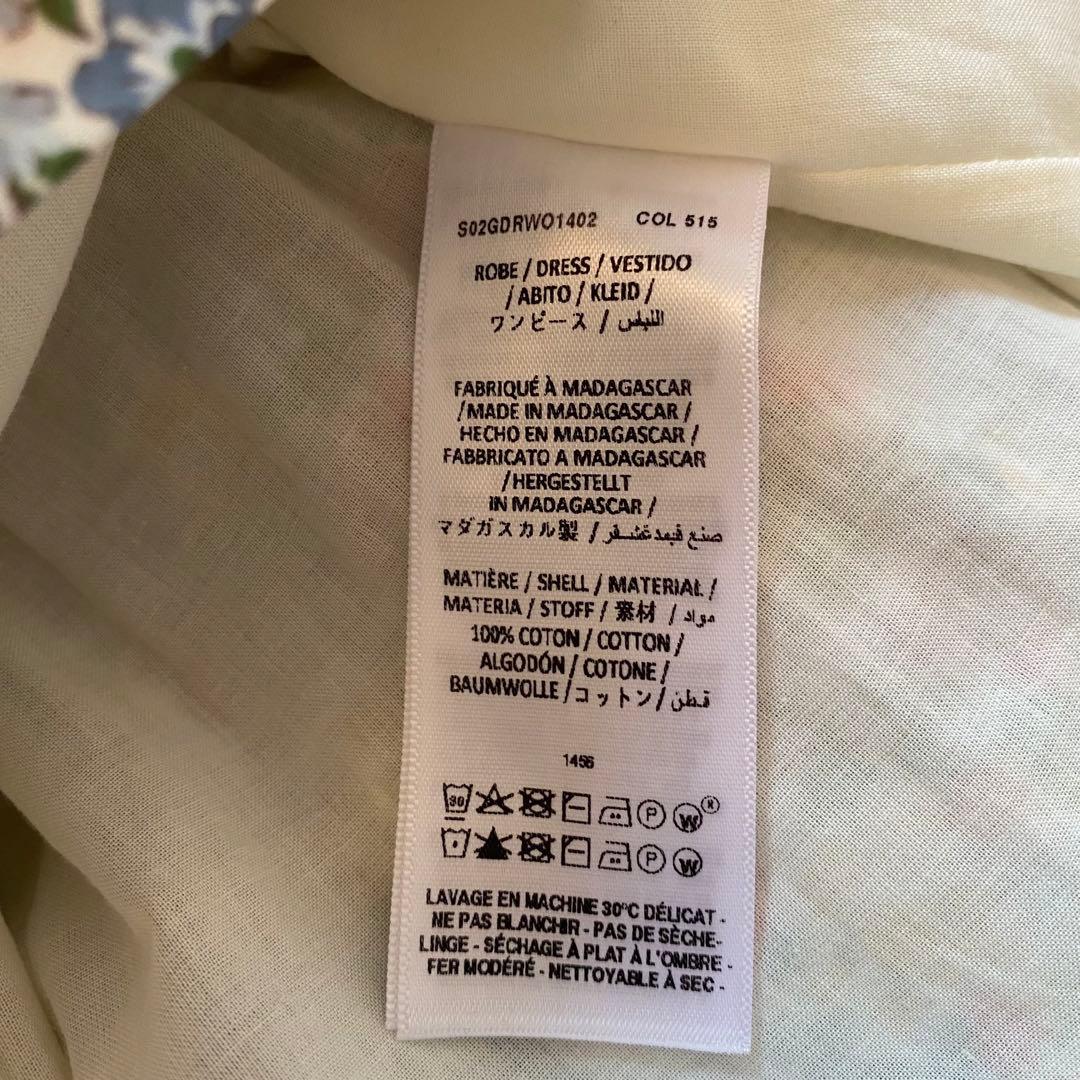 S02GDRWO1402 COL 515
ROBE / DRESS / VESTIDO
/ ABITO / KLEID /
ワンピース / اللباس
FABRIQUÉ À MADAGASCAR
/MADE IN MADAGASCAR /
HECHO EN MADAGASCAR /
FABBRICATO A MADAGASCAR
/HERGESTELLT
IN MADAGASCAR /
マダガスカル製 / صنع
MATIÈRE / SHELL / MATERIAL /
MATERIA / STOFF / 素材 / مواد
100% COTON / COTTON /
ALGODÓN / COTONE /
BAUMWOLLE / コットン / قطن
1456
30 P W ®
P W
LAVAGE EN MACHINE 30°C DÉLICAT -
NE PAS BLANCHIR - PAS DE SÈCHE-
LINGE - SÉCHAGE À PLAT À L'OMBRE -
FER MODÉRÉ - NETTOYABLE À SEC -